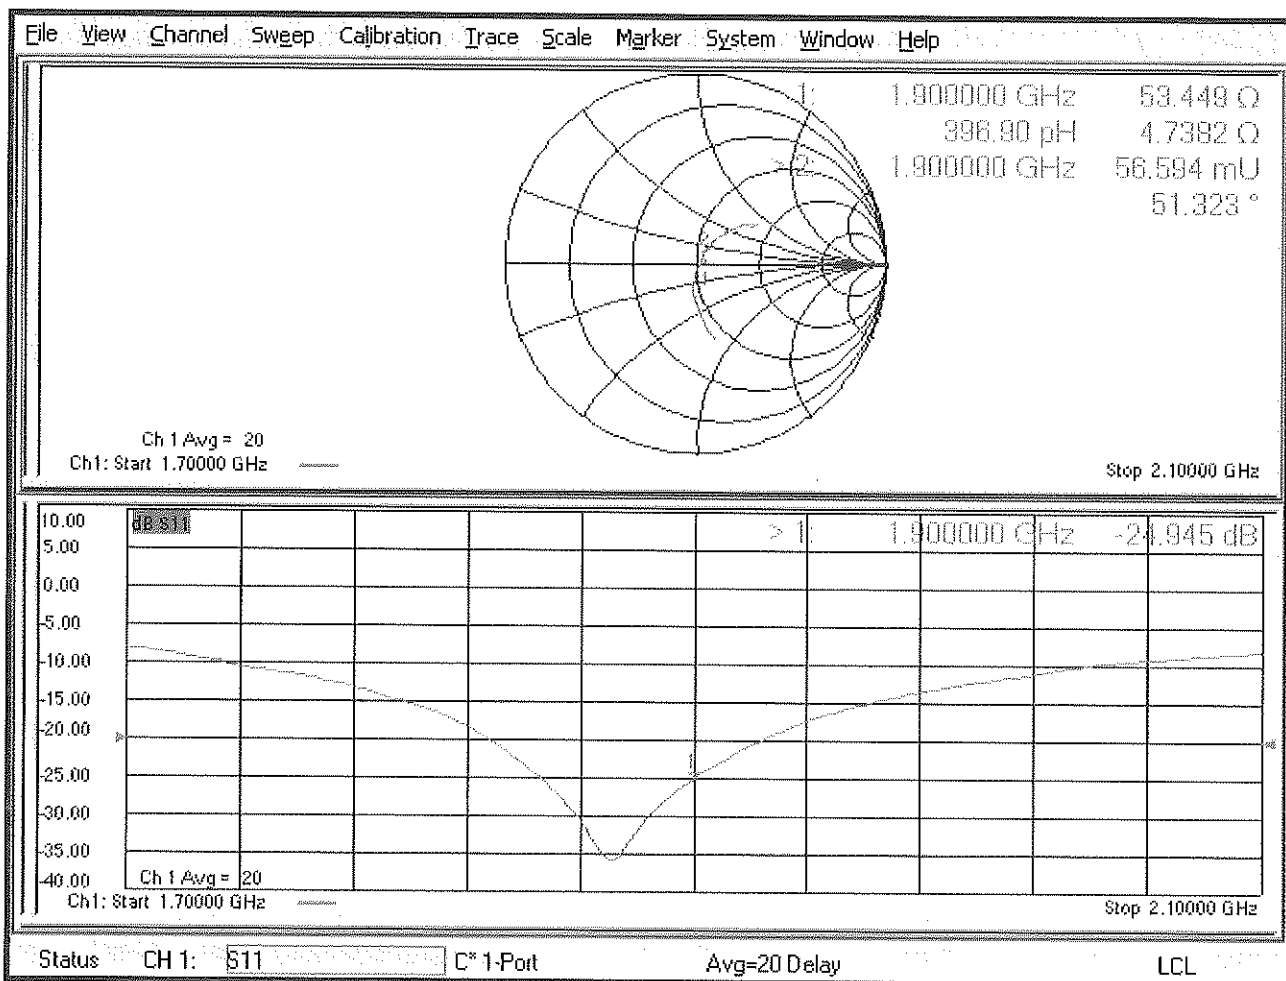 File View Channel Sweep Calibration Trace Scale Marker System Window Help
1: 1.900000 GHz 53.449 Ω
396.90 pH 4.7382 Ω
> 2: 1.900000 GHz 56.594 mU
51.323 °
Ch 1 Avg = 20
Ch1: Start 1.70000 GHz
Stop 2.10000 GHz
10.00
dB S11
> 1: 1.900000 GHz -24.945 dB
5.00
0.00
-5.00
-10.00
-15.00
-20.00
-25.00
1
-30.00
-35.00
-40.00
Ch 1 Avg = 20
Ch1: Start 1.70000 GHz
Stop 2.10000 GHz
Status CH 1: S11 C* 1-Port Avg=20 Delay LCL